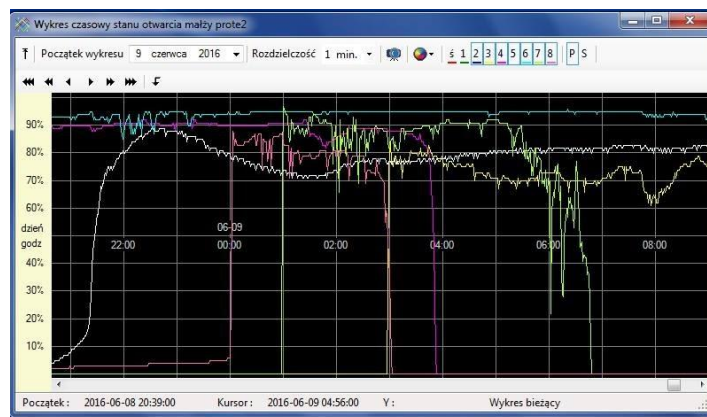 Wykres czasowy stanu otwarcia małży prote2
Początek wykresu 9 czerwca 2016 Rozdzielczość 1 min. ś 1 2 3 4 5 6 7 8 P S
90%
80%
70%
60%
dzień 06-09
godz 22:00 00:00 02:00 04:00 06:00 08:00
40%
30%
20%
10%
Początek : 2016-06-08 20:39:00 Kursor : 2016-06-09 04:56:00 Y : Wykres bieżący